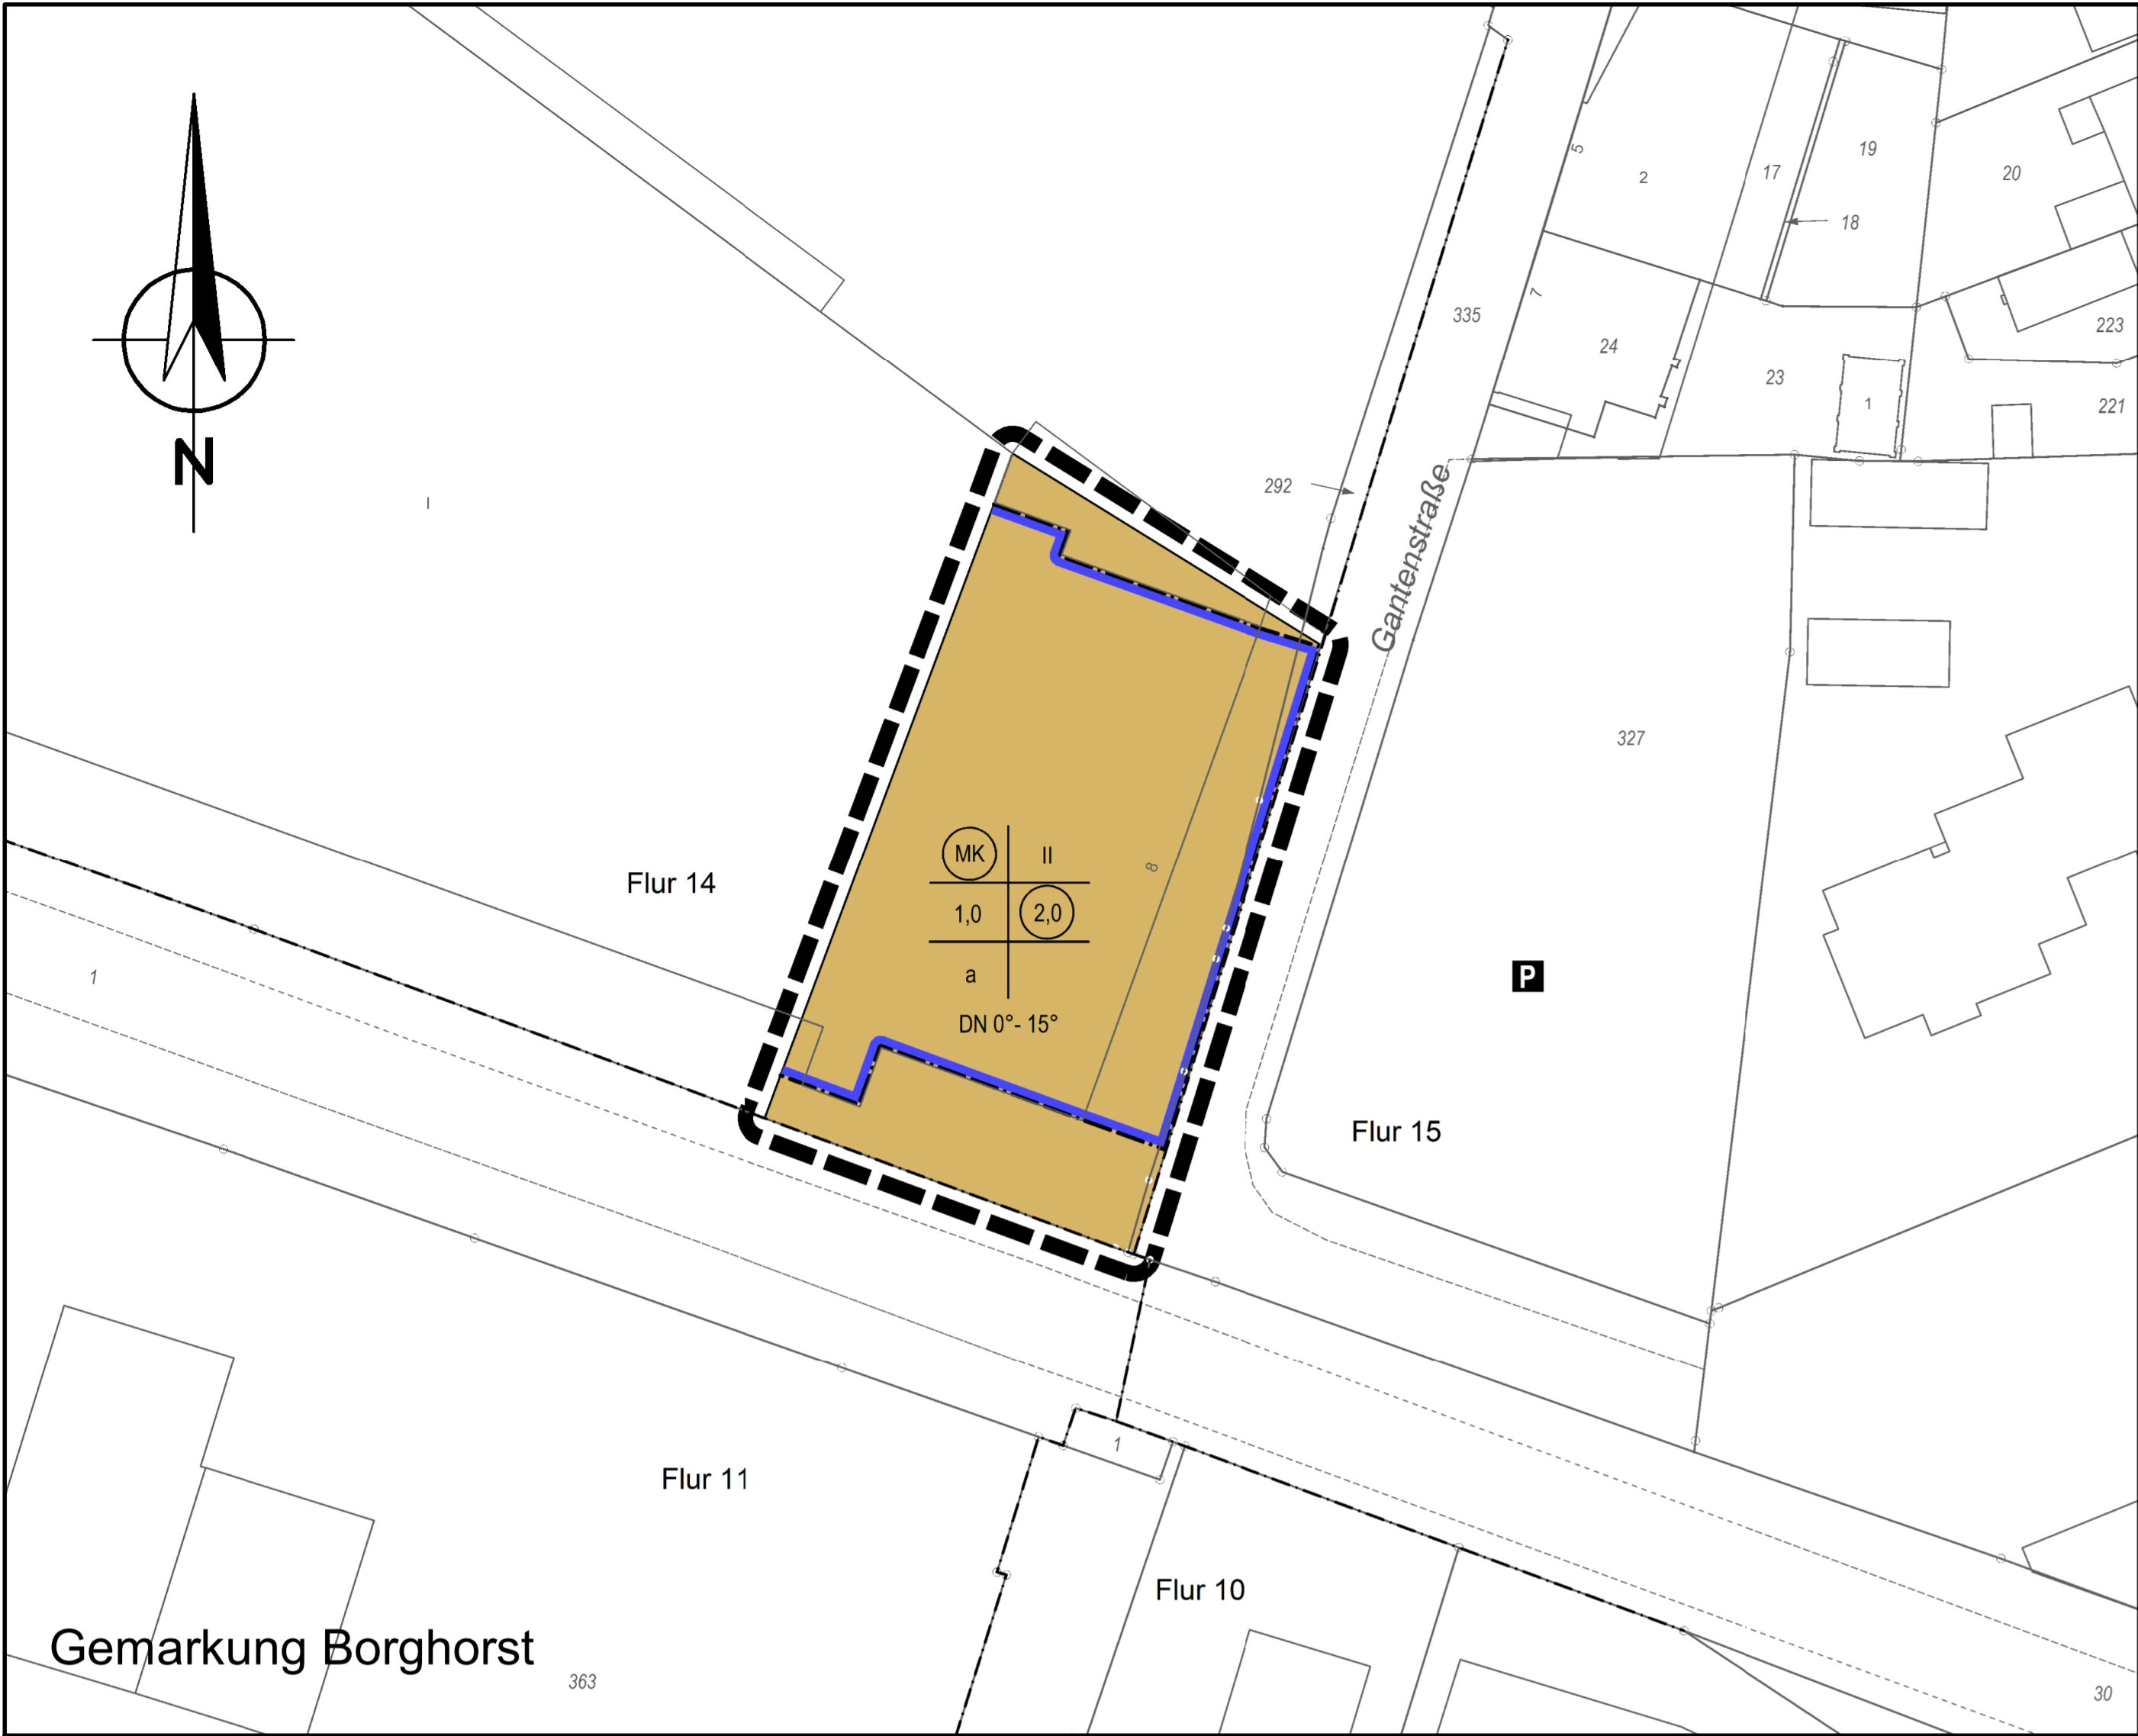 5
2
17
19
20
18
7
335
24
23
223
1
221
N
I
292
Gantenstraße
327
MK II
Flur 14
8
1,0 2,0
a
P
1
DN 0°- 15°
Flur 15
1
Flur 11
Flur 10
Gemarkung Borghorst
363
30